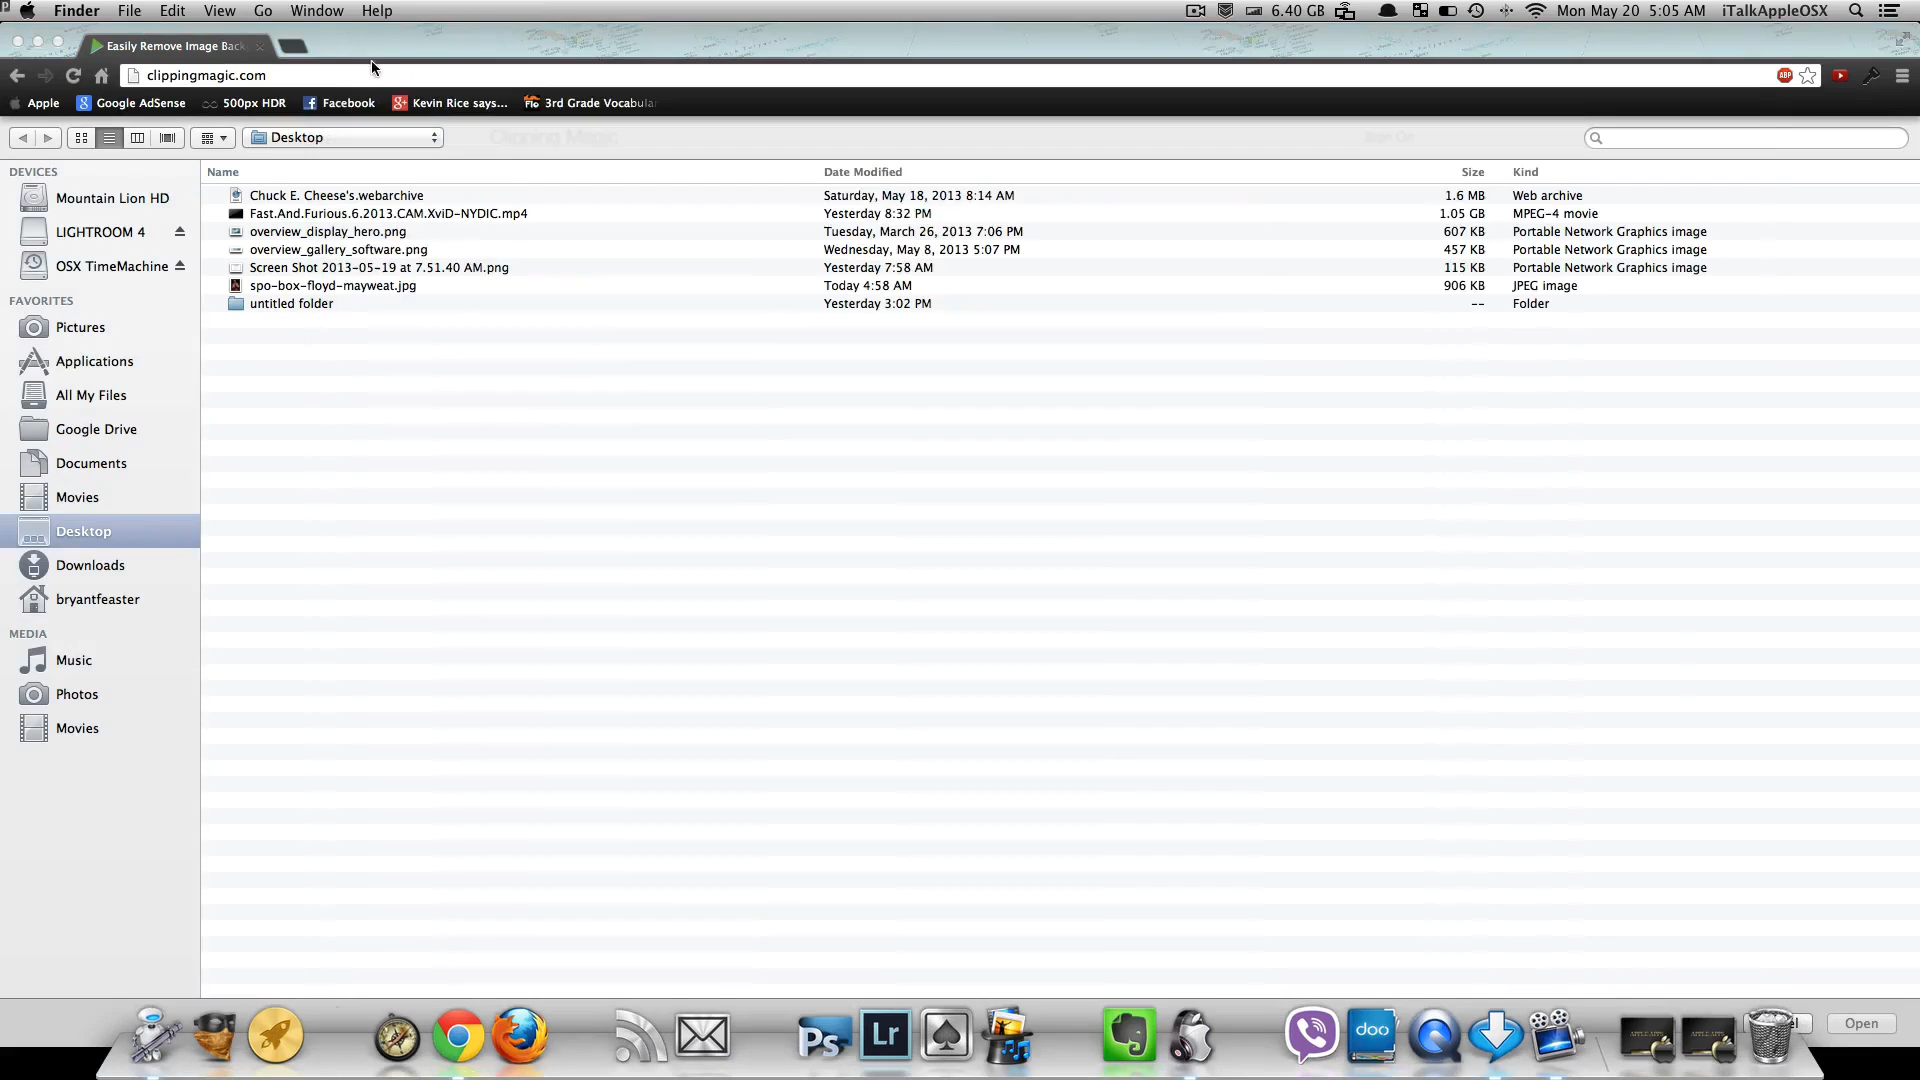 Finder File Edit View Go Window Help 6.40 GB Mon May 20 5:05 AM iTalkAppleOSX
Easily Remove Image Back
clippingmagic.com ABP
Apple Google AdSense 500px HDR Facebook Kevin Rice says... 3rd Grade Vocabular
Desktop Clipping Magic Sign On
DEVICES
Mountain Lion HD
LIGHTROOM 4
OSX TimeMachine
FAVORITES
Pictures
Applications
All My Files
Google Drive
Documents
Movies
Desktop
Downloads
bryantfeaster
MEDIA
Music
Photos
Movies
Name Date Modified Size Kind
Chuck E. Cheese's.webarchive Saturday, May 18, 2013 8:14 AM 1.6 MB Web archive
Fast.And.Furious.6.2013.CAM.XviD-NYDIC.mp4 Yesterday 8:32 PM 1.05 GB MPEG-4 movie
overview_display_hero.png Tuesday, March 26, 2013 7:06 PM 607 KB Portable Network Graphics image
overview_gallery_software.png Wednesday, May 8, 2013 5:07 PM 457 KB Portable Network Graphics image
Screen Shot 2013-05-19 at 7.51.40 AM.png Yesterday 7:58 AM 115 KB Portable Network Graphics image
spo-box-floyd-mayweat.jpg Today 4:58 AM 906 KB JPEG image
untitled folder Yesterday 3:02 PM -- Folder
Ps Lr doo Open